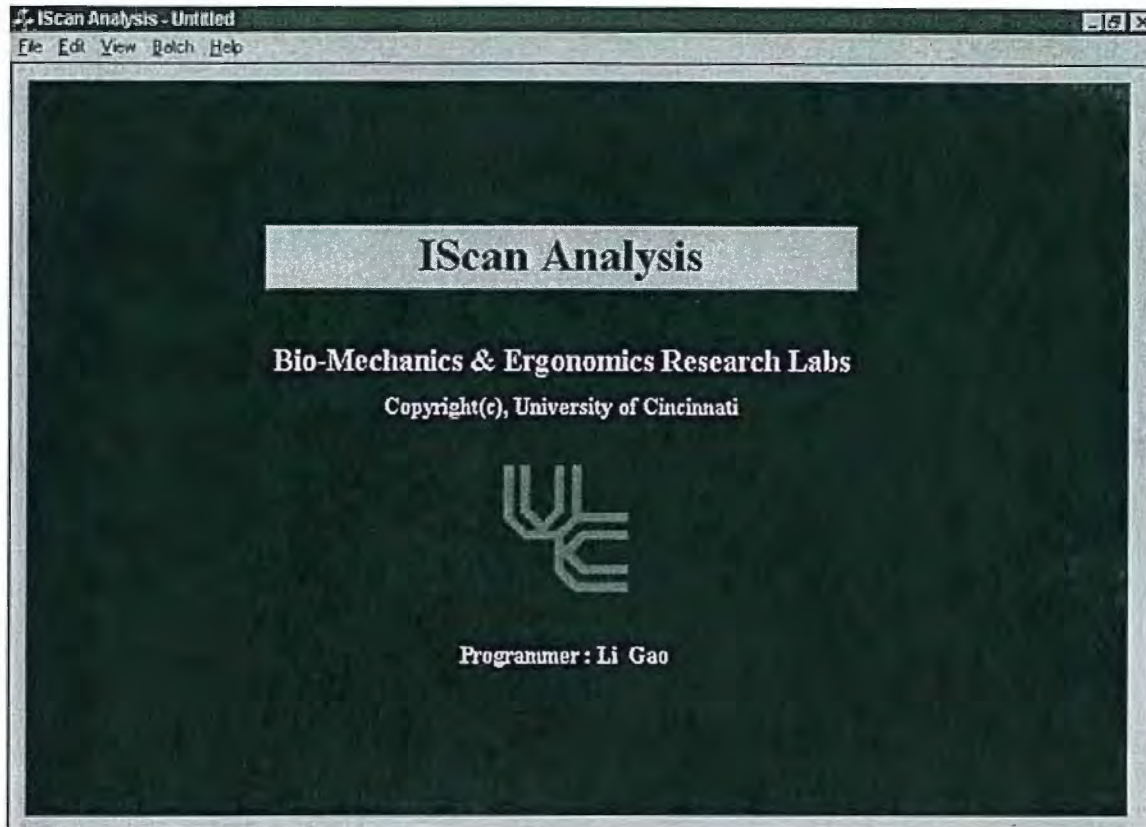 IScan Analysis - Untitled
File Edit View Batch Help
IScan Analysis
Bio-Mechanics & Ergonomics Research Labs
Copyright(c), University of Cincinnati
UC
Programmer : Li Gao